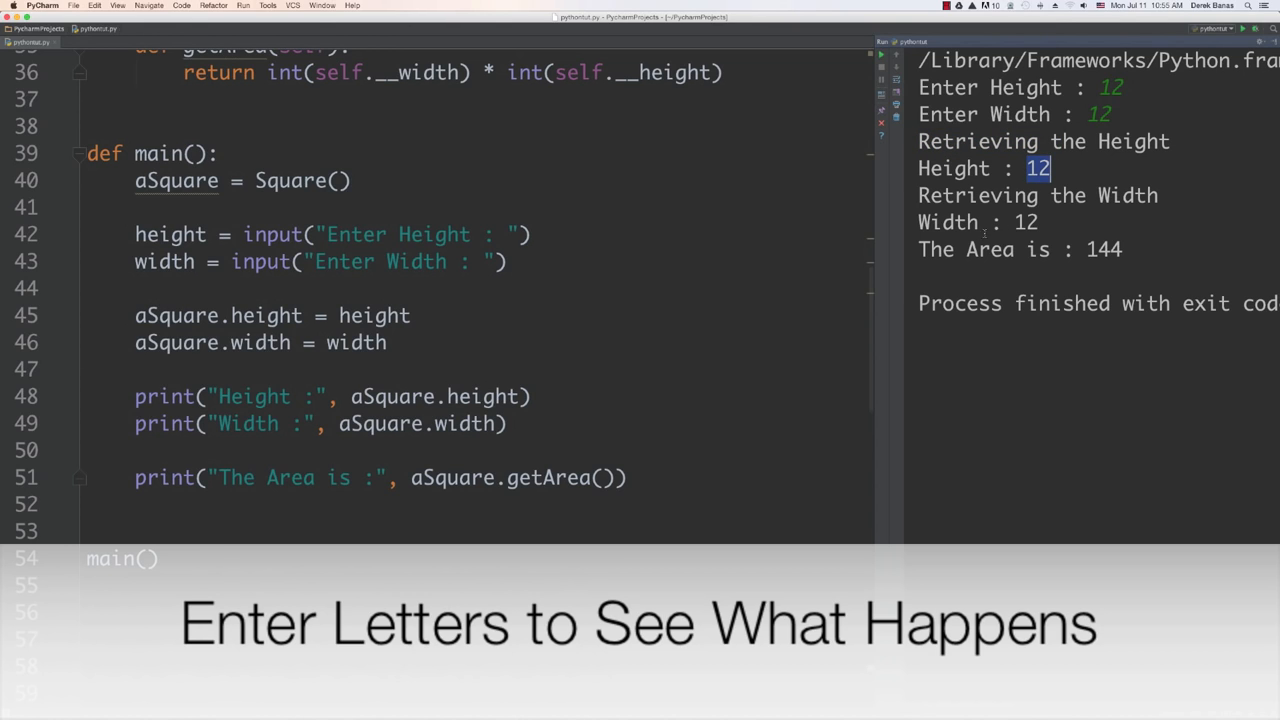 PyCharm File Edit View Navigate Code Refactor Run Tools VCS Window Help
10 Mon Jul 11 10:55 AM Derek Banas
pythontut.py - PycharmProjects - [~/PycharmProjects]
PycharmProjects pythontut.py pythontut
pythontut.py
Run pythontut
35 def getArea(self):
36 return int(self.__width) * int(self.__height)
37
38
39 def main():
40 aSquare = Square()
41
42 height = input("Enter Height : ")
43 width = input("Enter Width : ")
44
45 aSquare.height = height
46 aSquare.width = width
47
48 print("Height :", aSquare.height)
49 print("Width :", aSquare.width)
50
51 print("The Area is :", aSquare.getArea())
52
53
54 main()
55
56
57
58
59
/Library/Frameworks/Python.fra
Enter Height : 12
Enter Width : 12
Retrieving the Height
Height : 12
Retrieving the Width
Width : 12
The Area is : 144
Process finished with exit cod
Enter Letters to See What Happens